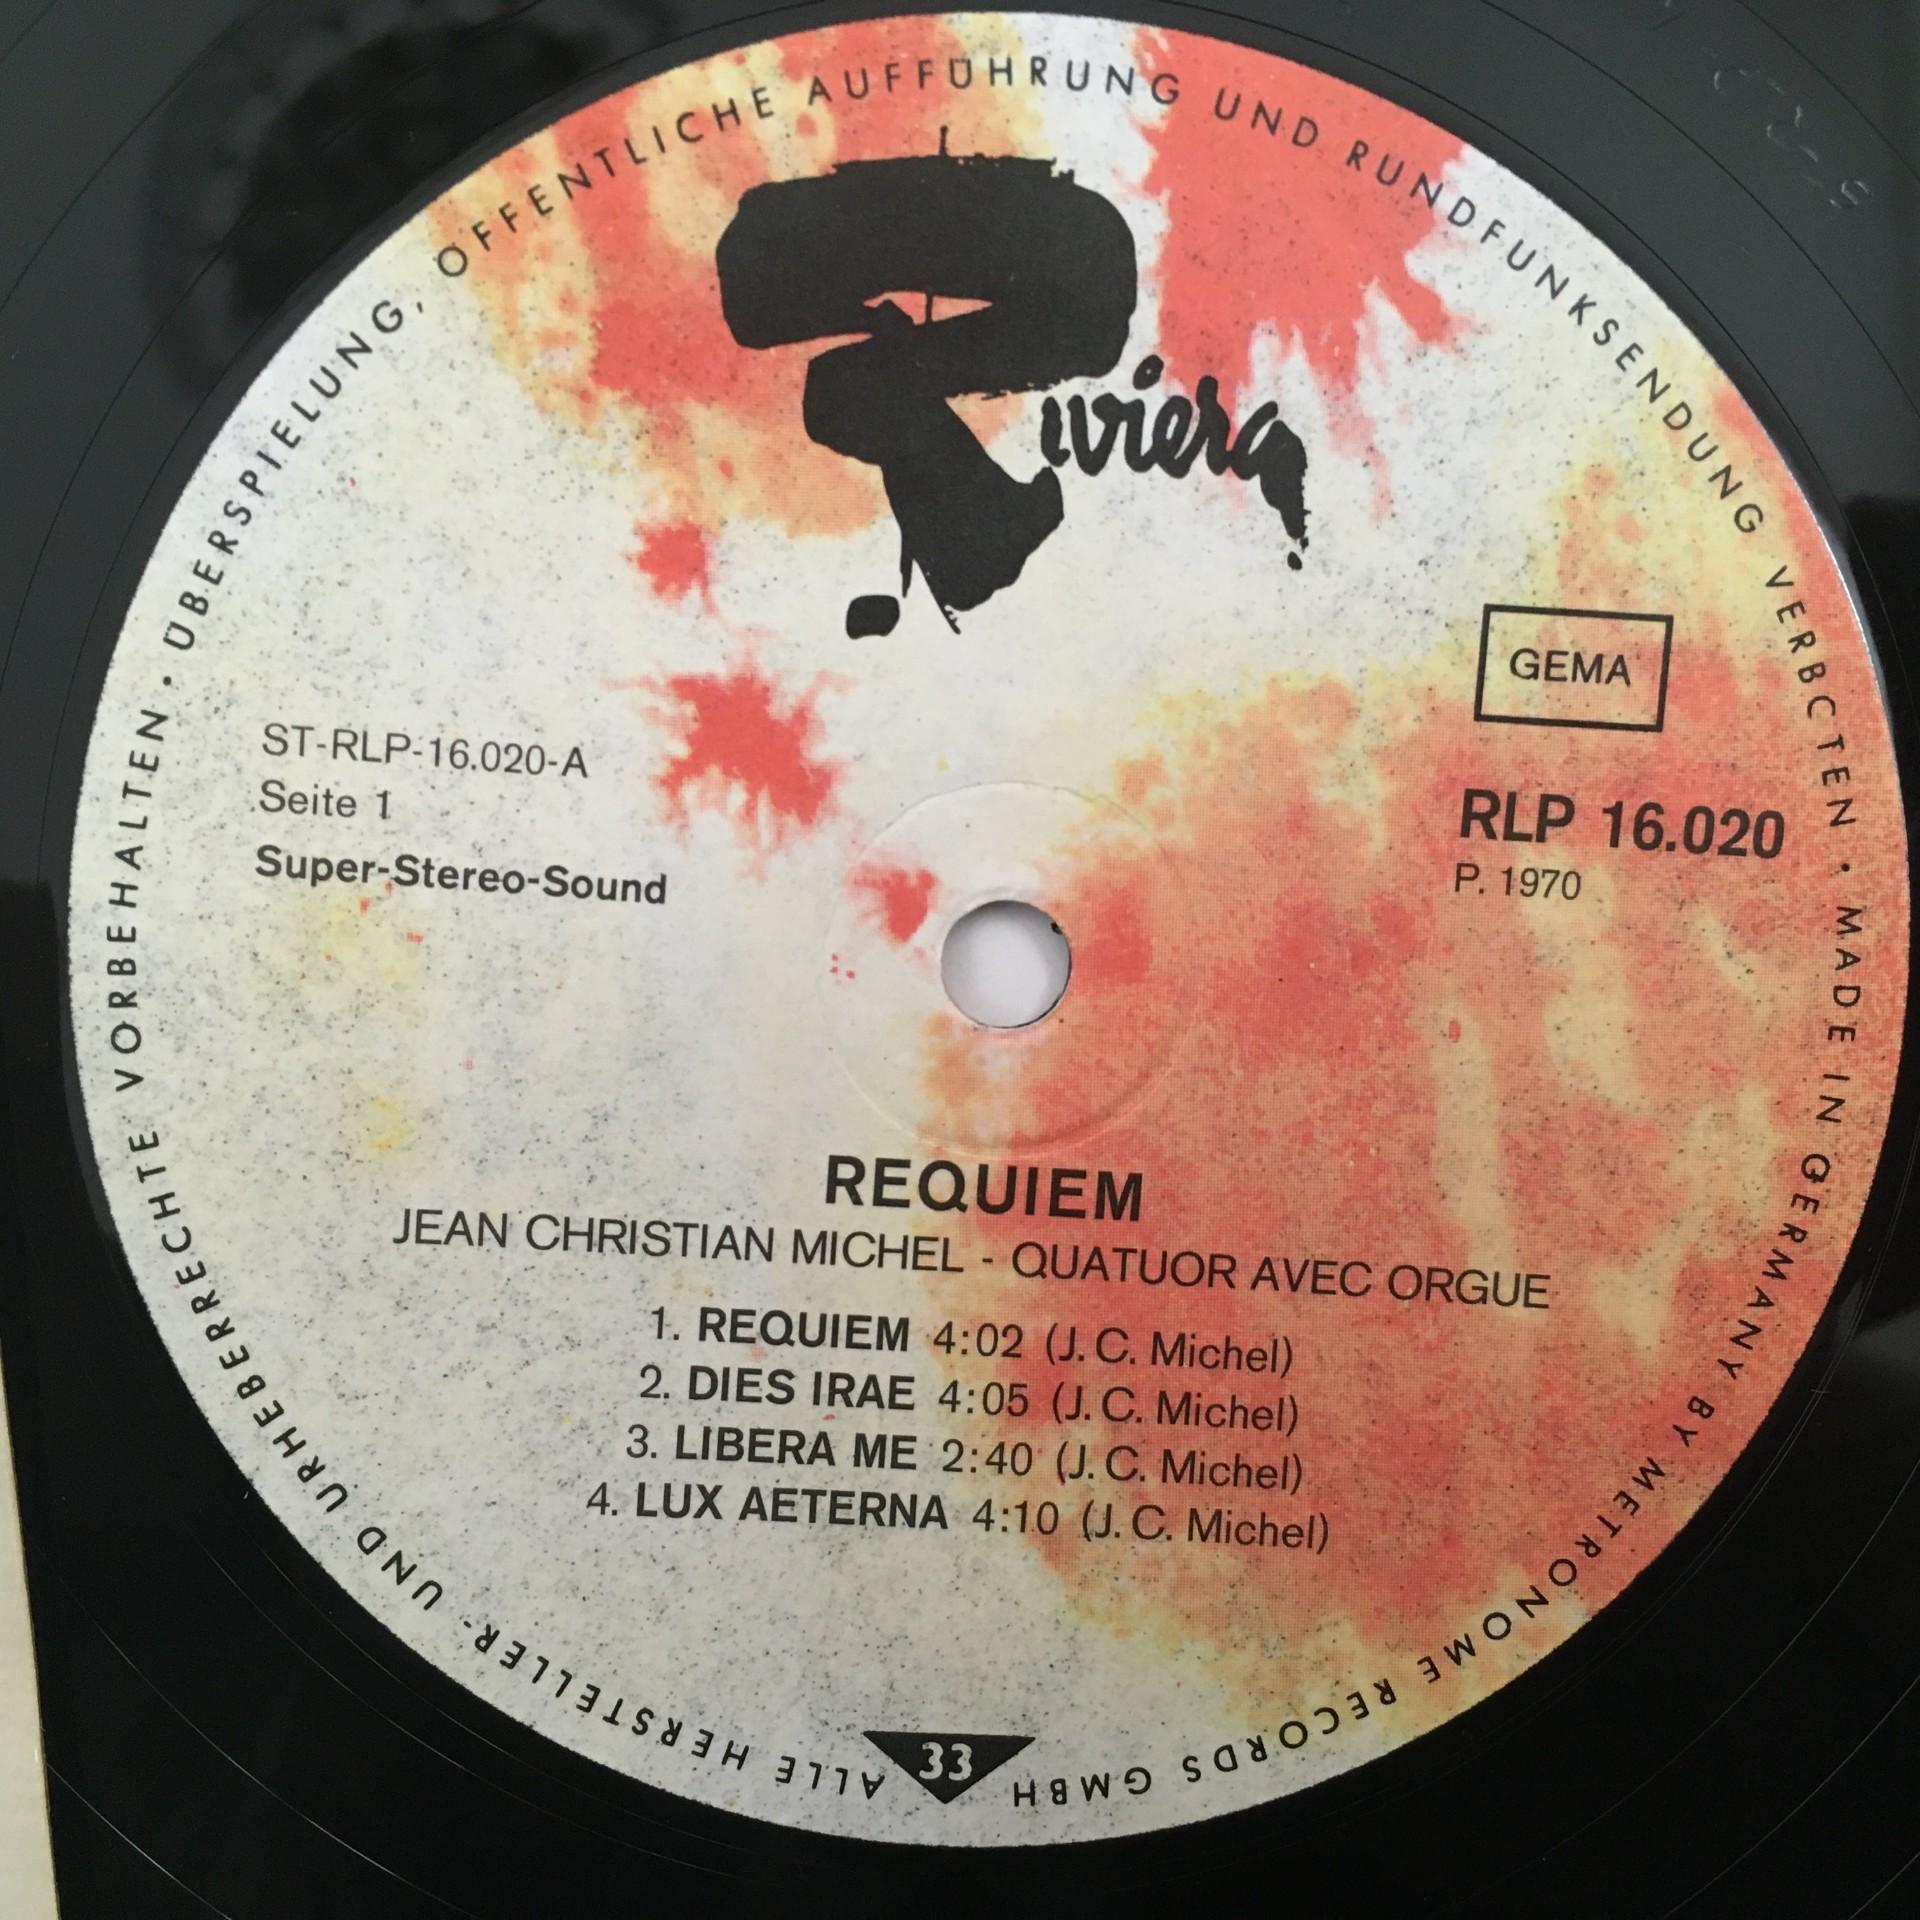 Riviera
GEMA
ST-RLP-16.020-A
Seite 1
Super-Stereo-Sound
RLP 16.020
P. 1970
REQUIEM
JEAN CHRISTIAN MICHEL - QUATUOR AVEC ORGUE
1. REQUIEM 4:02 (J. C. Michel)
2. DIES IRAE 4:05 (J. C. Michel)
3. LIBERA ME 2:40 (J. C. Michel)
4. LUX AETERNA 4:10 (J. C. Michel)
33
ALLE HERSTELLER- UND URHEBERRECHTE VORBEHALTEN · ÜBERSPIELUNG, ÖFFENTLICHE AUFFÜHRUNG UND RUNDFUNKSENDUNG VERBCTEN · MADE IN GERMANY BY METRONOME RECORDS GMBH